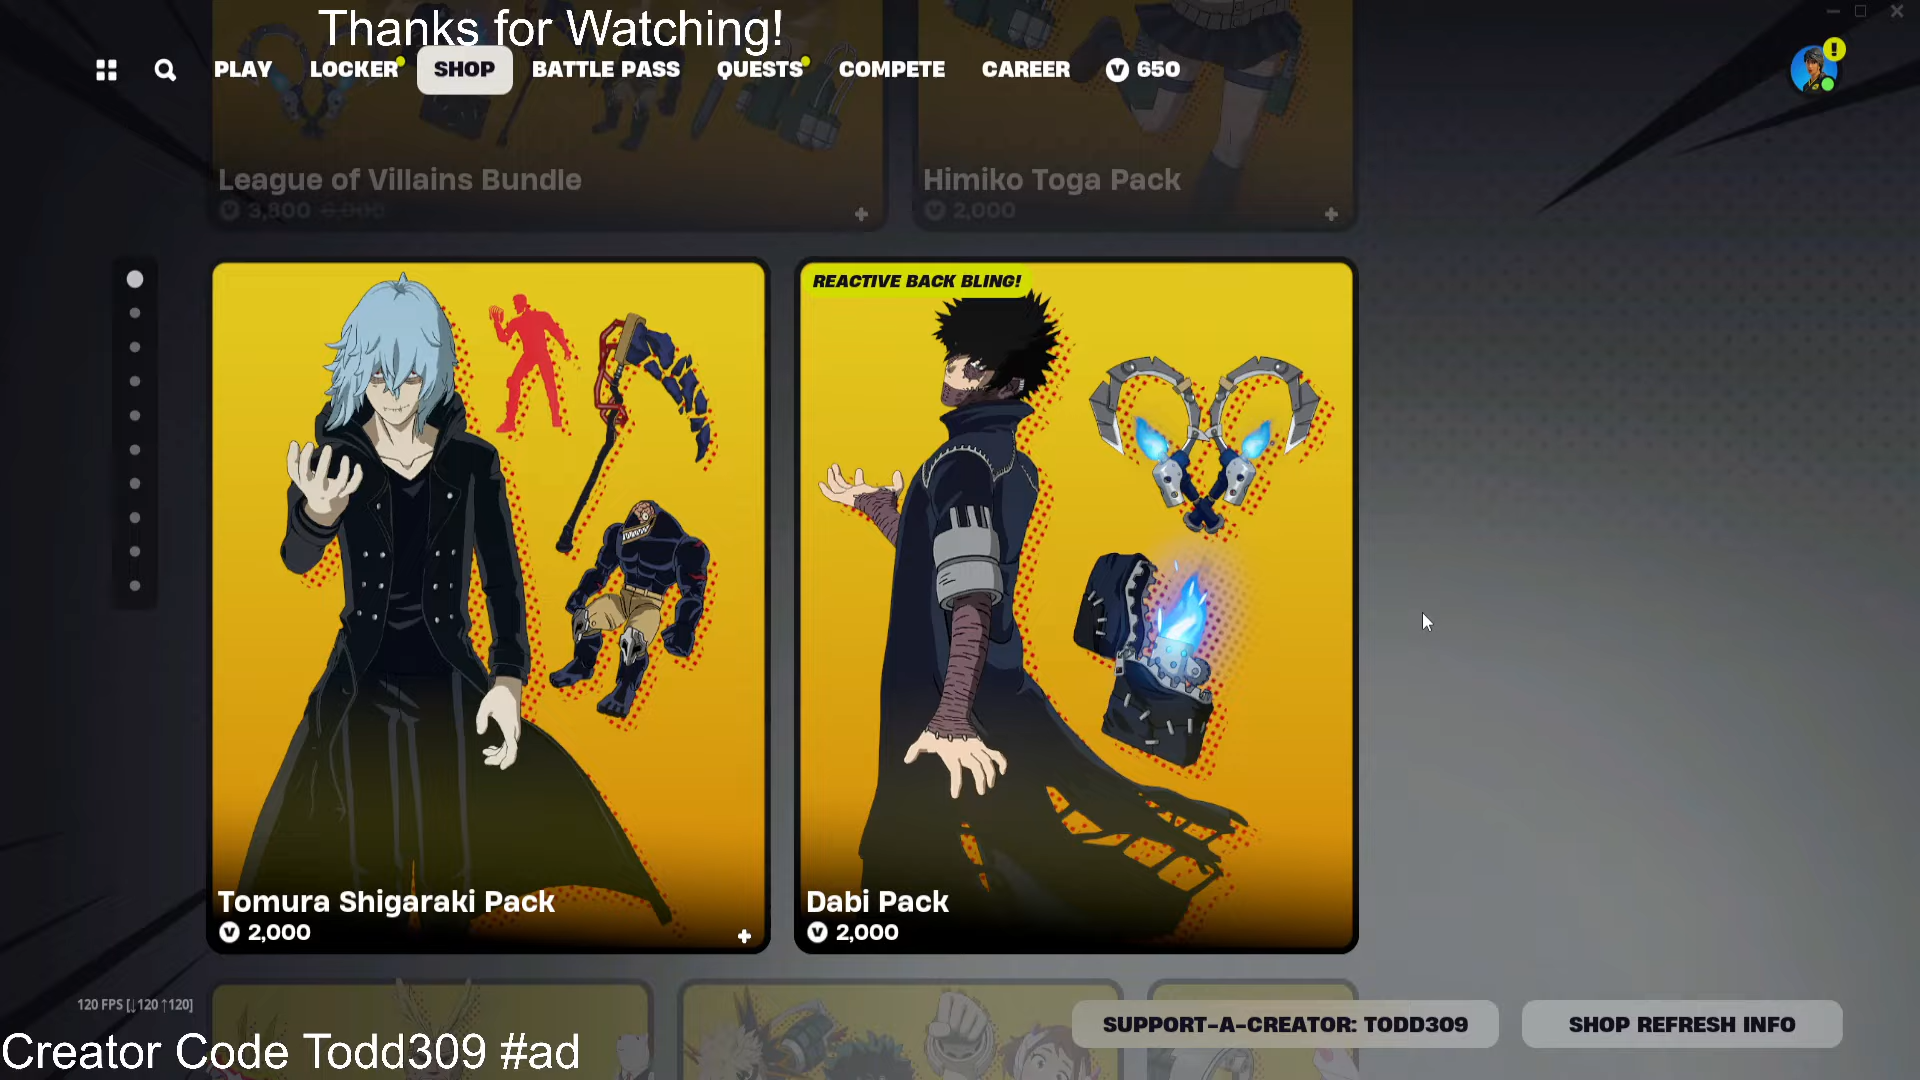 Thanks for Watching!
PLAY LOCKER SHOP BATTLE PASS QUESTS COMPETE CAREER V 650
!
League of Villains Bundle
V 3,800 6,000
Himiko Toga Pack
V 2,000
REACTIVE BACK BLING!
Tomura Shigaraki Pack
V 2,000
Dabi Pack
V 2,000
120 FPS [↓120 ↑120]
SUPPORT-A-CREATOR: TODD309
SHOP REFRESH INFO
Creator Code Todd309 #ad